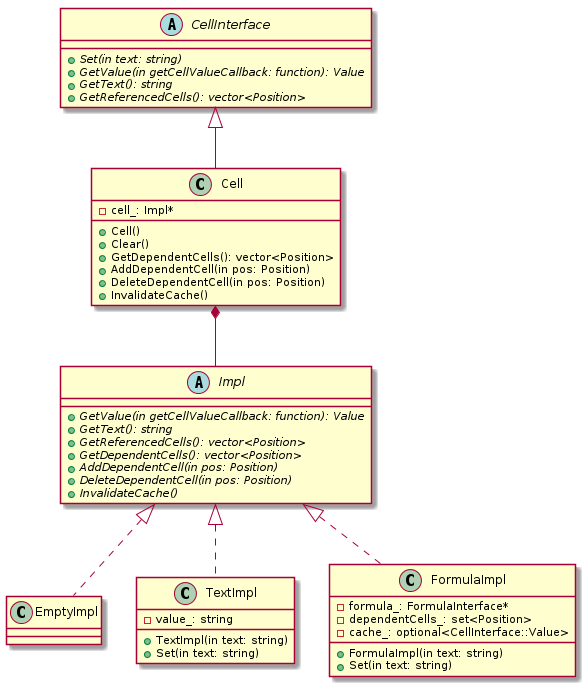 A CellInterface
Set(in text: string)
GetValue(in getCellValueCallback: function): Value
GetText(): string
GetReferencedCells(): vector<Position>
C Cell
cell_: Impl*
Cell()
Clear()
GetDependentCells(): vector<Position>
AddDependentCell(in pos: Position)
DeleteDependentCell(in pos: Position)
InvalidateCache()
A Impl
GetValue(in getCellValueCallback: function): Value
GetText(): string
GetReferencedCells(): vector<Position>
GetDependentCells(): vector<Position>
AddDependentCell(in pos: Position)
DeleteDependentCell(in pos: Position)
InvalidateCache()
C EmptyImpl
C TextImpl
value_: string
TextImpl(in text: string)
Set(in text: string)
C FormulaImpl
formula_: FormulaInterface*
dependentCells_: set<Position>
cache_: optional<CellInterface::Value>
FormulaImpl(in text: string)
Set(in text: string)